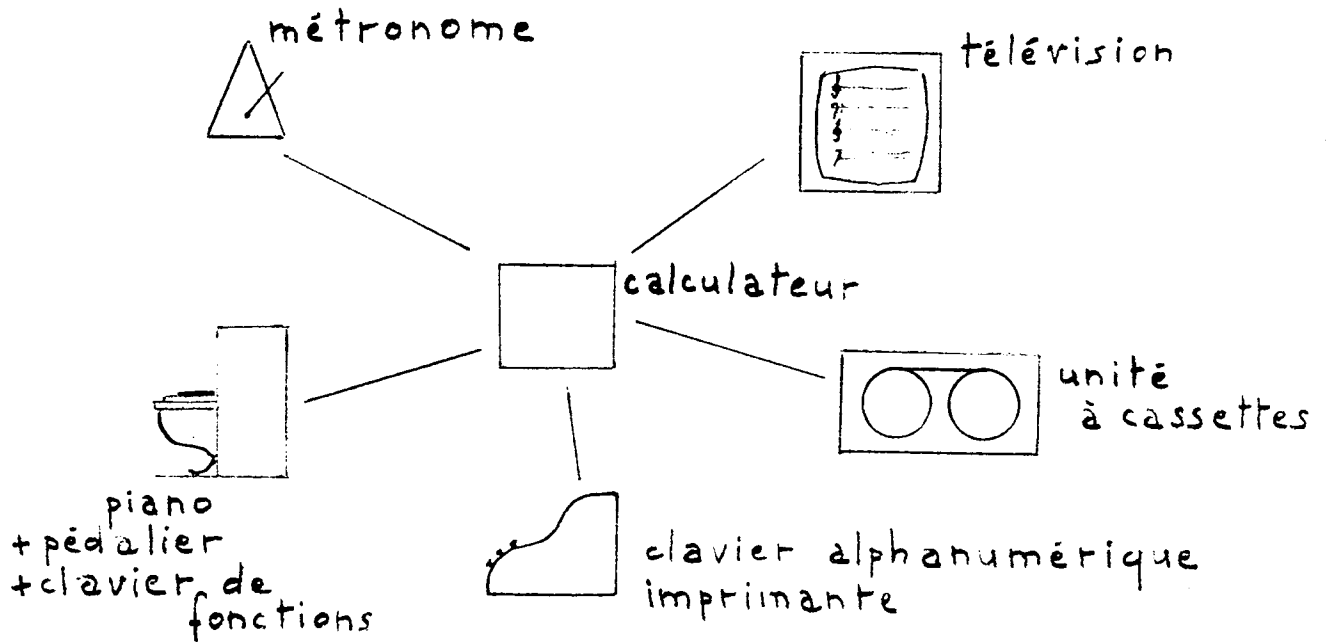 métronome
télévision
calculateur
unité
à cassettes
piano
+ pédalier
+ clavier de
fonctions
clavier alphanumérique
imprimante